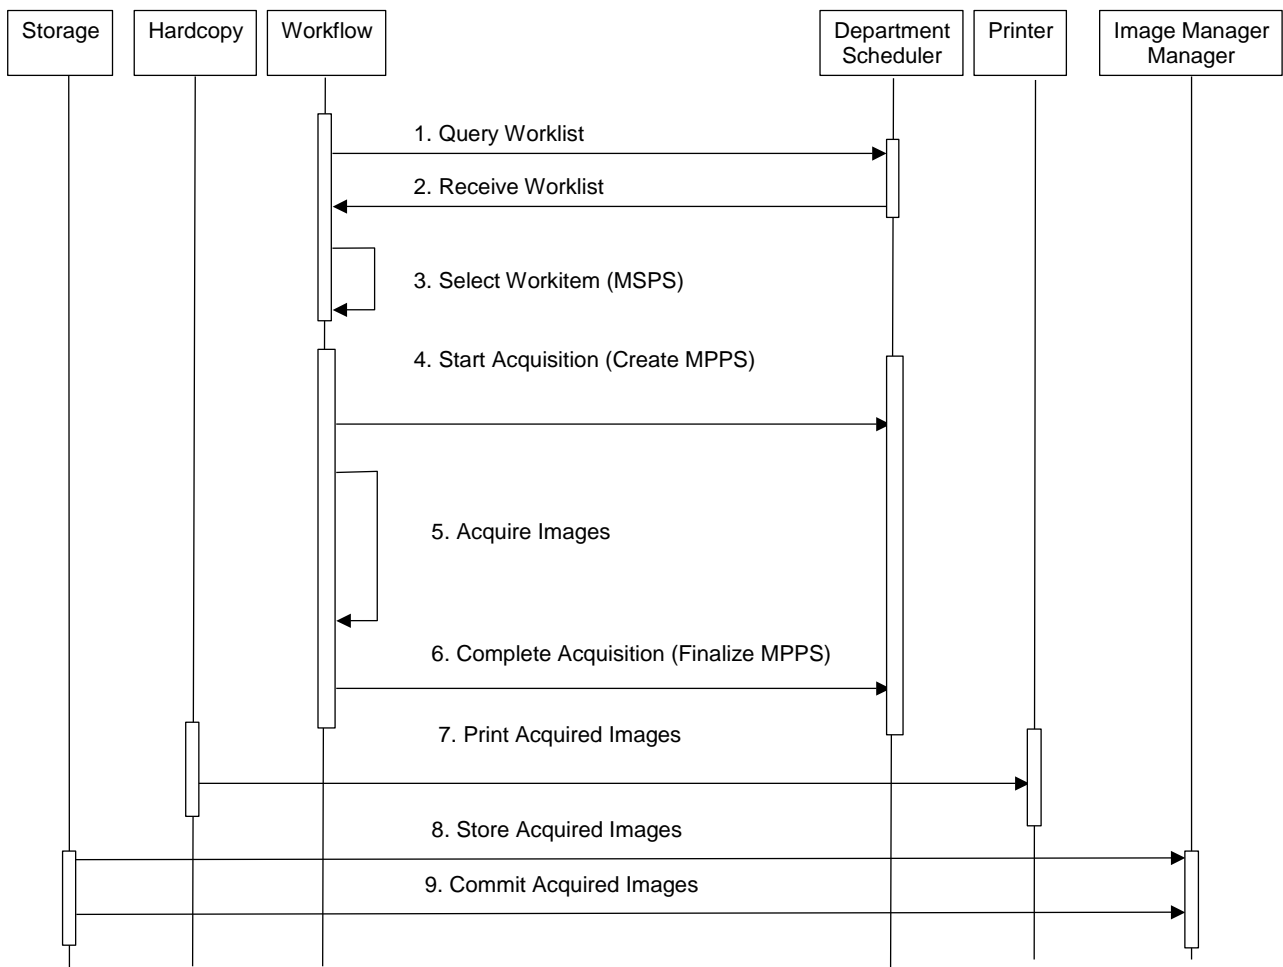 Storage
Hardcopy
Workflow
Department
Scheduler
Printer
Image Manager
Manager
1. Query Worklist
2. Receive Worklist
3. Select Workitem (MSPS)
4. Start Acquisition (Create MPPS)
5. Acquire Images
6. Complete Acquisition (Finalize MPPS)
7. Print Acquired Images
8. Store Acquired Images
9. Commit Acquired Images